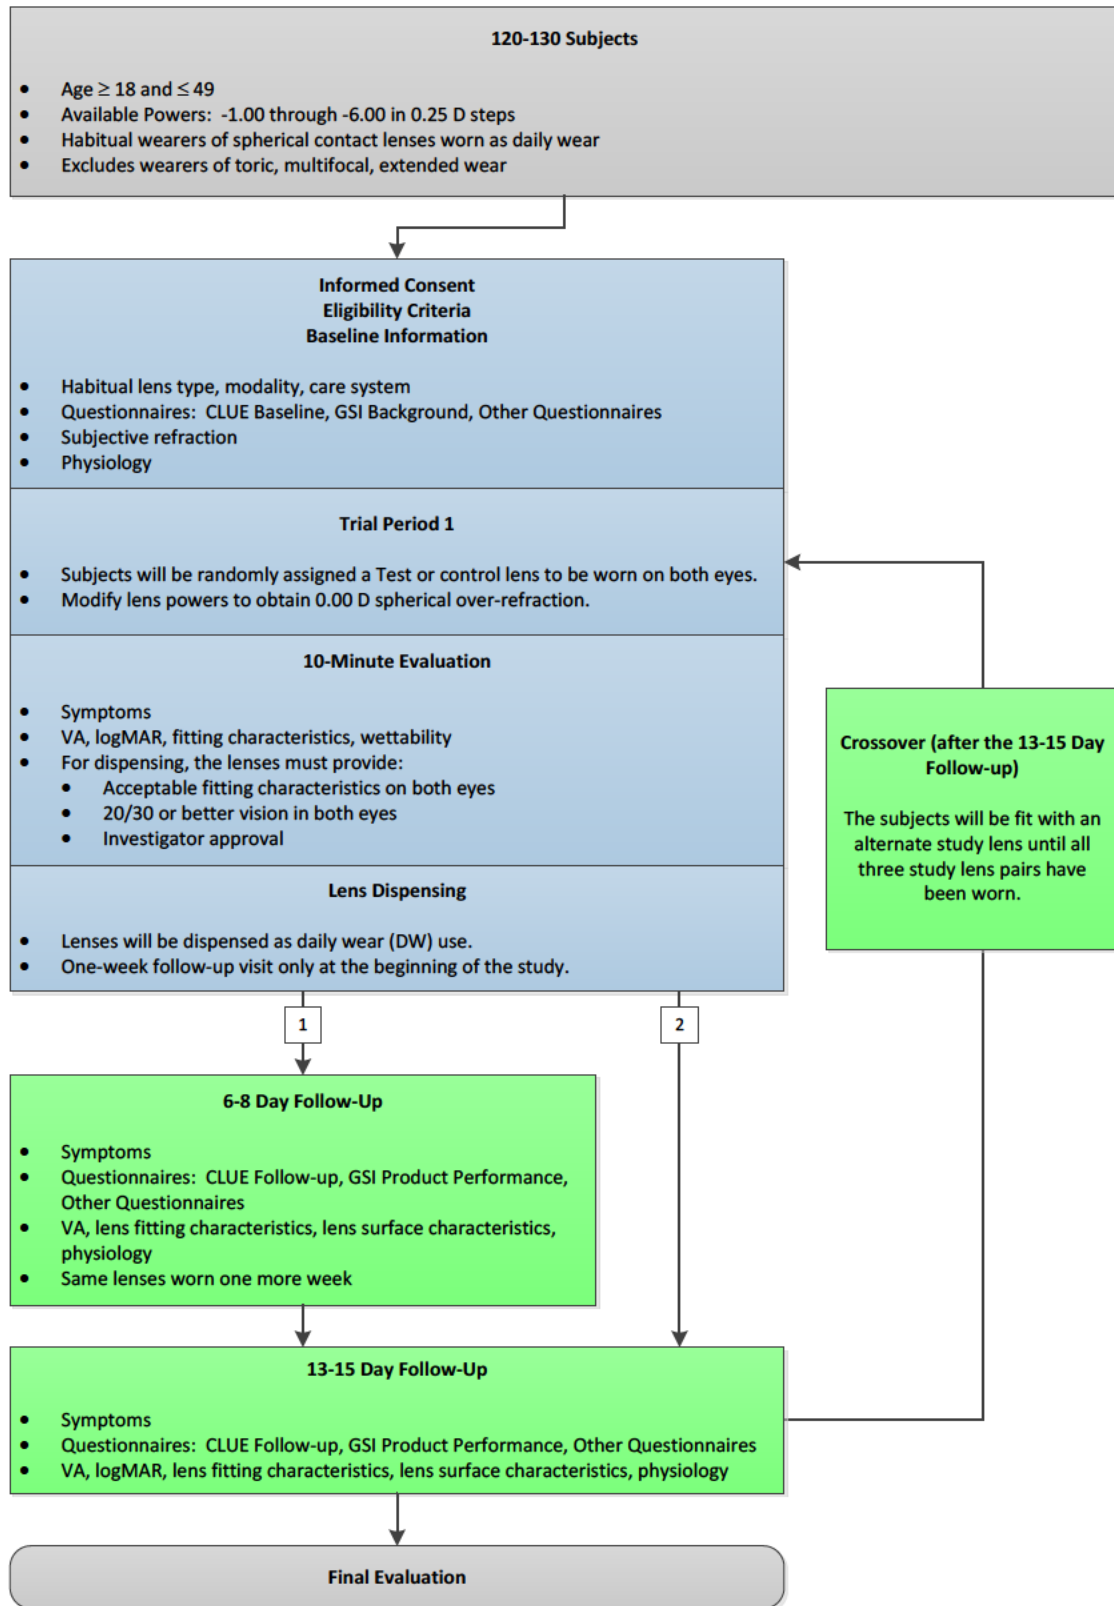 120-130 Subjects
• Age ≥ 18 and ≤ 49
• Available Powers: -1.00 through -6.00 in 0.25 D steps
• Habitual wearers of spherical contact lenses worn as daily wear
• Excludes wearers of toric, multifocal, extended wear
Informed Consent
Eligibility Criteria
Baseline Information
• Habitual lens type, modality, care system
• Questionnaires: CLUE Baseline, GSI Background, Other Questionnaires
• Subjective refraction
• Physiology
Trial Period 1
• Subjects will be randomly assigned a Test or control lens to be worn on both eyes.
• Modify lens powers to obtain 0.00 D spherical over-refraction.
10-Minute Evaluation
• Symptoms
• VA, logMAR, fitting characteristics, wettability
• For dispensing, the lenses must provide:
• Acceptable fitting characteristics on both eyes
• 20/30 or better vision in both eyes
• Investigator approval
Lens Dispensing
• Lenses will be dispensed as daily wear (DW) use.
• One-week follow-up visit only at the beginning of the study.
Crossover (after the 13-15 Day
Follow-up)
The subjects will be fit with an
alternate study lens until all
three study lens pairs have
been worn.
1
2
6-8 Day Follow-Up
• Symptoms
• Questionnaires: CLUE Follow-up, GSI Product Performance,
Other Questionnaires
• VA, lens fitting characteristics, lens surface characteristics,
physiology
• Same lenses worn one more week
13-15 Day Follow-Up
• Symptoms
• Questionnaires: CLUE Follow-up, GSI Product Performance, Other Questionnaires
• VA, logMAR, lens fitting characteristics, lens surface characteristics, physiology
Final Evaluation